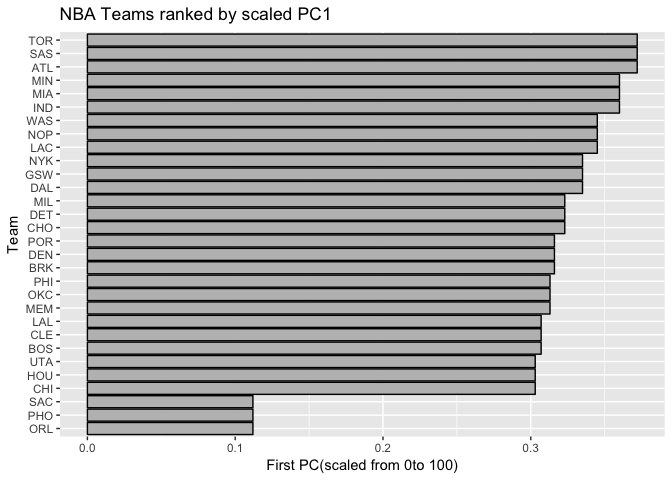 NBA Teams ranked by scaled PC1
TOR
SAS
ATL
MIN
MIA
IND
WAS
NOP
LAC
NYK
GSW
DAL
MIL
DET
CHO
POR
DEN
BRK
PHI
OKC
MEM
LAL
CLE
BOS
UTA
HOU
CHI
SAC
PHO
ORL
Team
0.0 0.1 0.2 0.3
First PC(scaled from 0to 100)